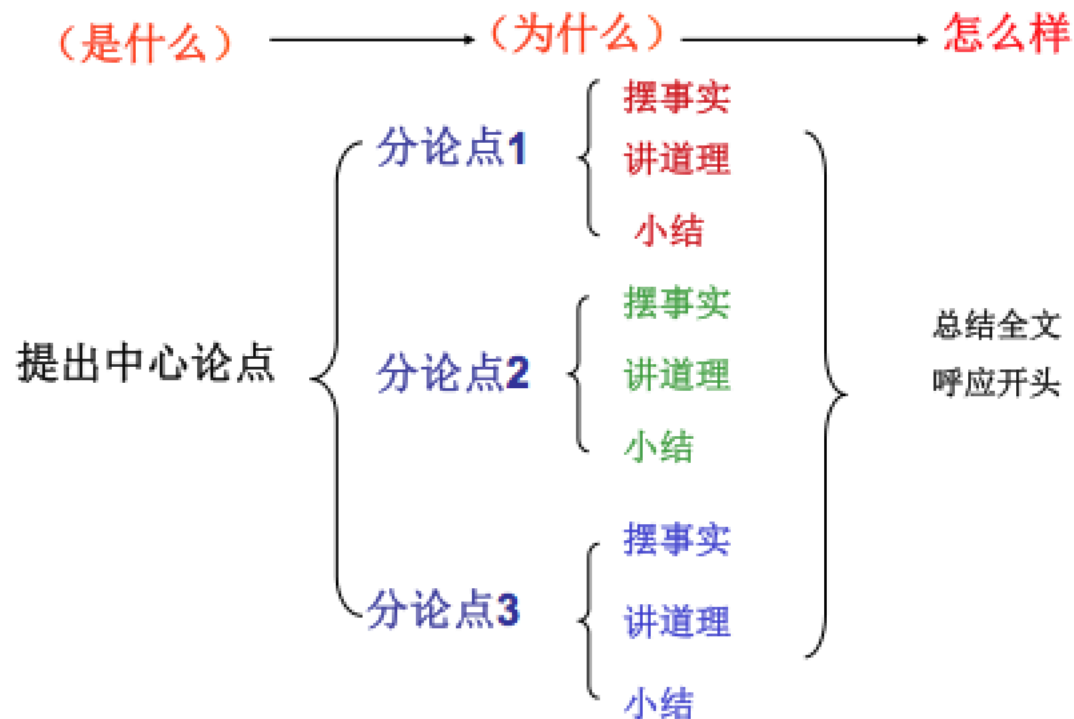 （是什么）
（为什么）
怎么样
提出中心论点
分论点1
摆事实
讲道理
小结
分论点2
摆事实
讲道理
小结
分论点3
摆事实
讲道理
小结
总结全文
呼应开头